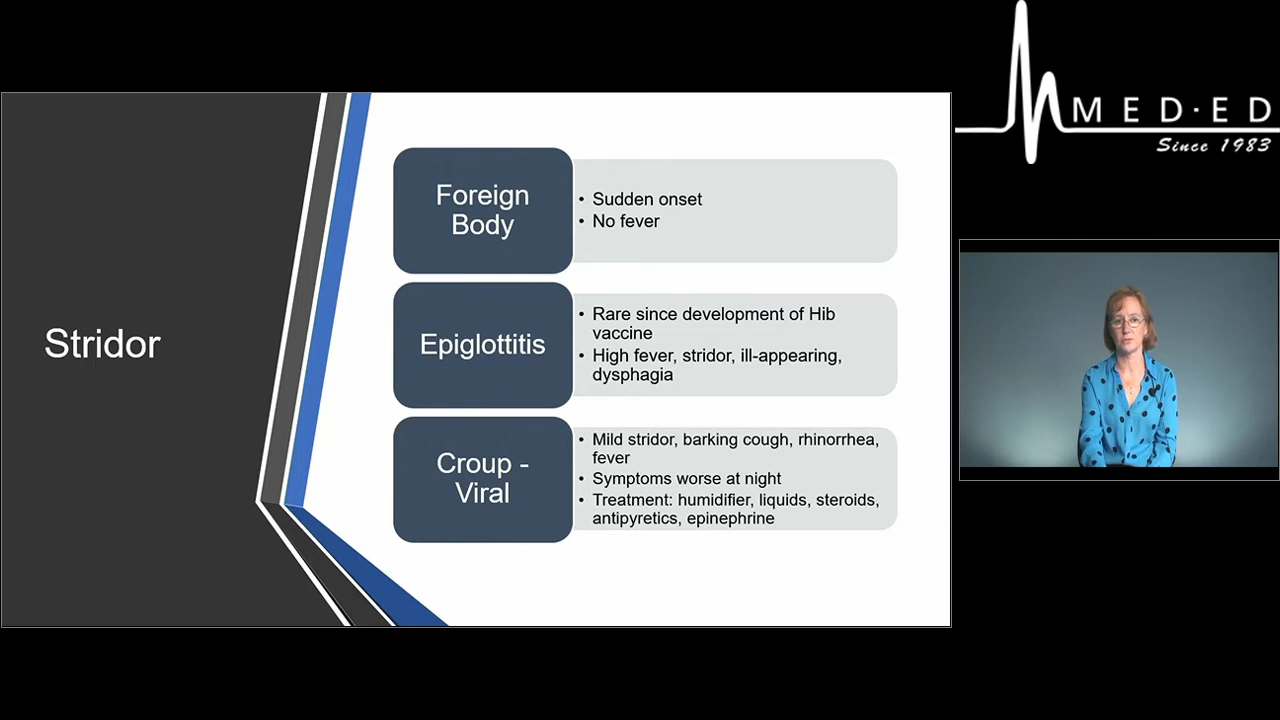 MED·ED
Since 1983
Stridor
Foreign
Body
• Sudden onset
• No fever
Epiglottitis
• Rare since development of Hib
vaccine
• High fever, stridor, ill-appearing,
dysphagia
Croup -
Viral
• Mild stridor, barking cough, rhinorrhea,
fever
• Symptoms worse at night
• Treatment: humidifier, liquids, steroids,
antipyretics, epinephrine